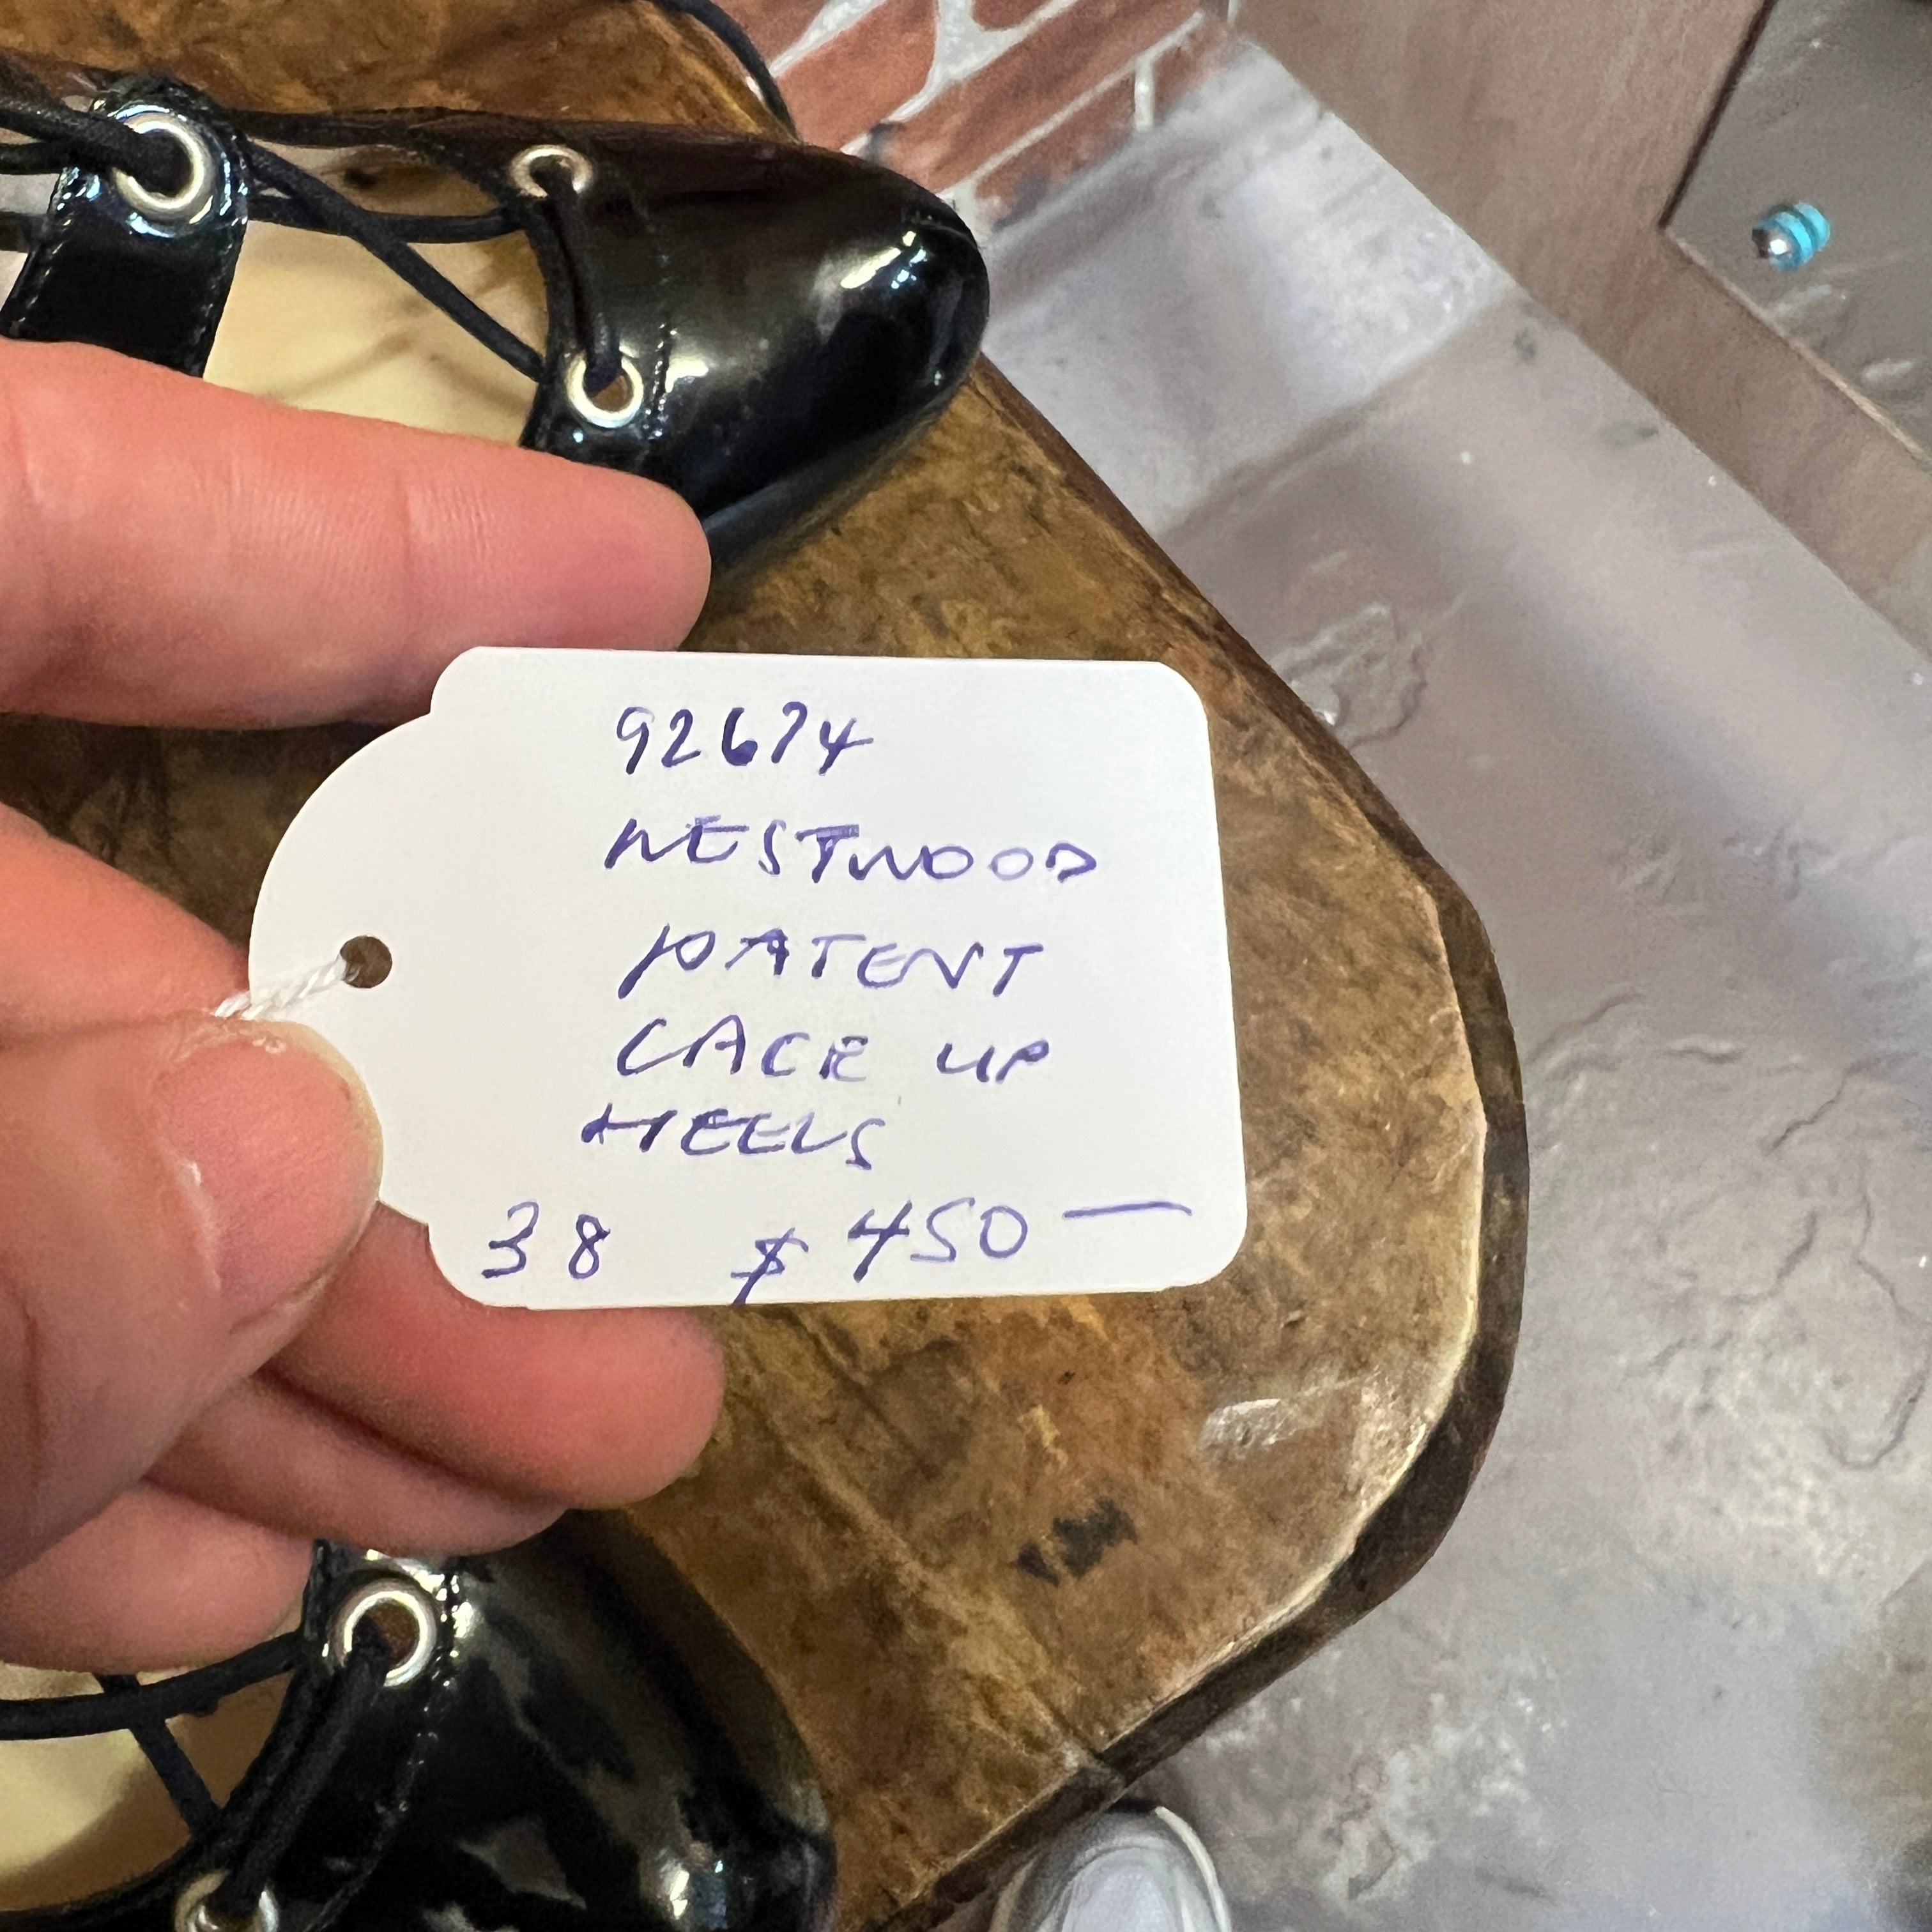 92674
WESTWOOD
PATENT
LACE UP
HEELS
38 $450—